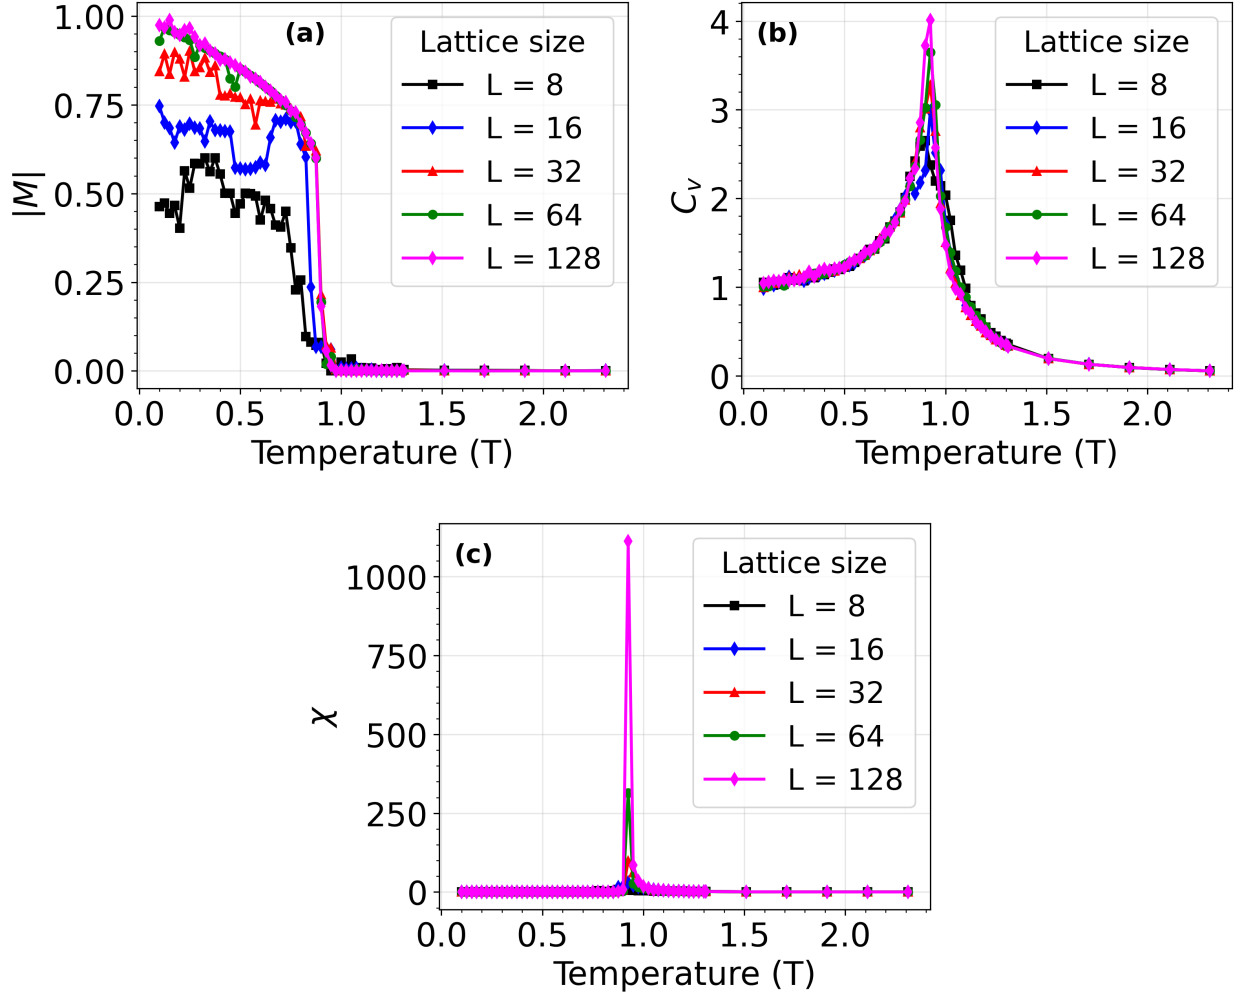 (a)
Lattice size
L = 8
L = 16
L = 32
L = 64
L = 128
|M|
1.00
0.75
0.50
0.25
0.00
0.0 0.5 1.0 1.5 2.0
Temperature (T)
(b)
Lattice size
L = 8
L = 16
L = 32
L = 64
L = 128
Cᵥ
4
3
2
1
0
0.0 0.5 1.0 1.5 2.0
Temperature (T)
(c)
Lattice size
L = 8
L = 16
L = 32
L = 64
L = 128
χ
1000
750
500
250
0
0.0 0.5 1.0 1.5 2.0
Temperature (T)